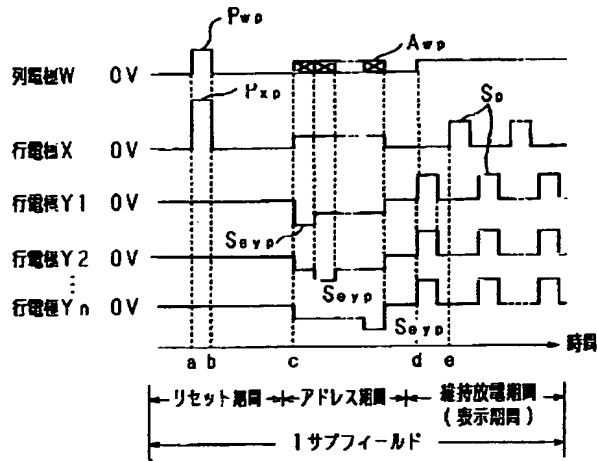 Pwp
Awp
列電極W 0V
Pxp
Sp
行電極X 0V
行電極Y1 0V
Seyp
行電極Y2 0V
Seyp
⋮
行電極Yn 0V
Seyp
a b c d e 時間
リセット期間 アドレス期間 維持放電期間
(表示期間)
1サブフィールド